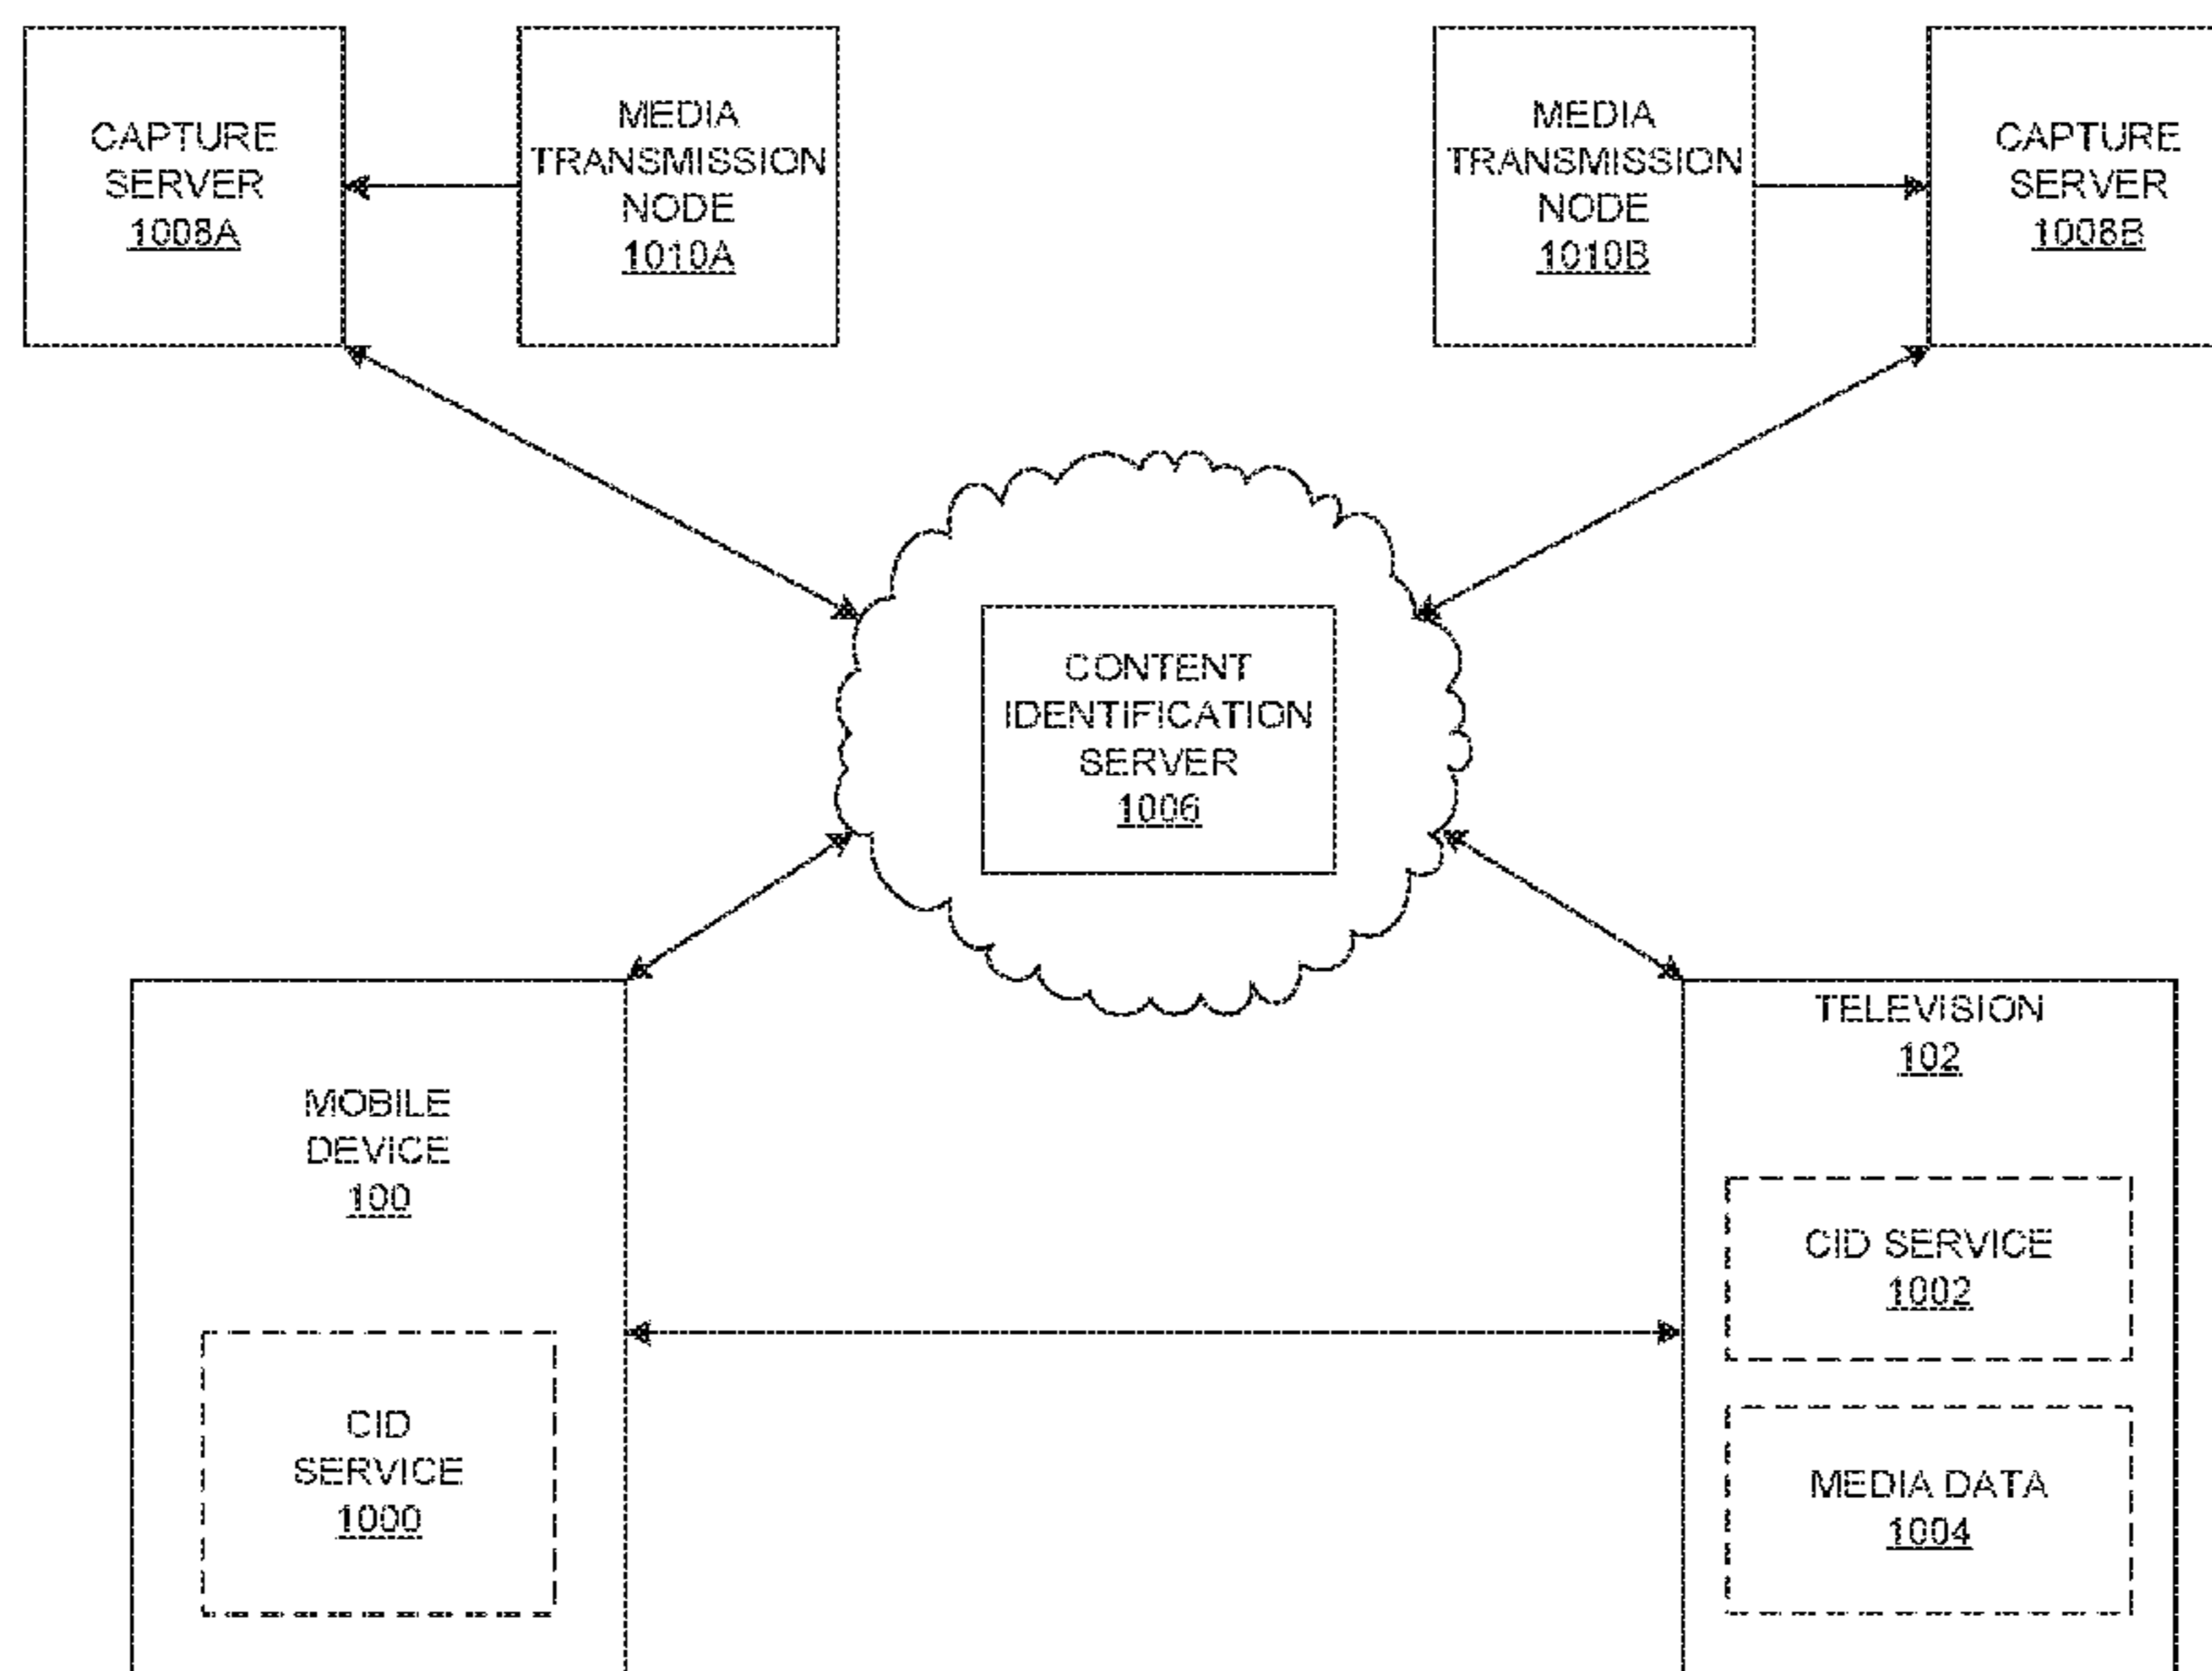 CAPTURE
SERVER
1008A
MEDIA
TRANSMISSION
NODE
1010A
MEDIA
TRANSMISSION
NODE
1010B
CAPTURE
SERVER
1008B
CONTENT
IDENTIFICATION
SERVER
1006
MOBILE
DEVICE
100
CID
SERVICE
1000
TELEVISION
102
CID SERVICE
1002
MEDIA DATA
1004